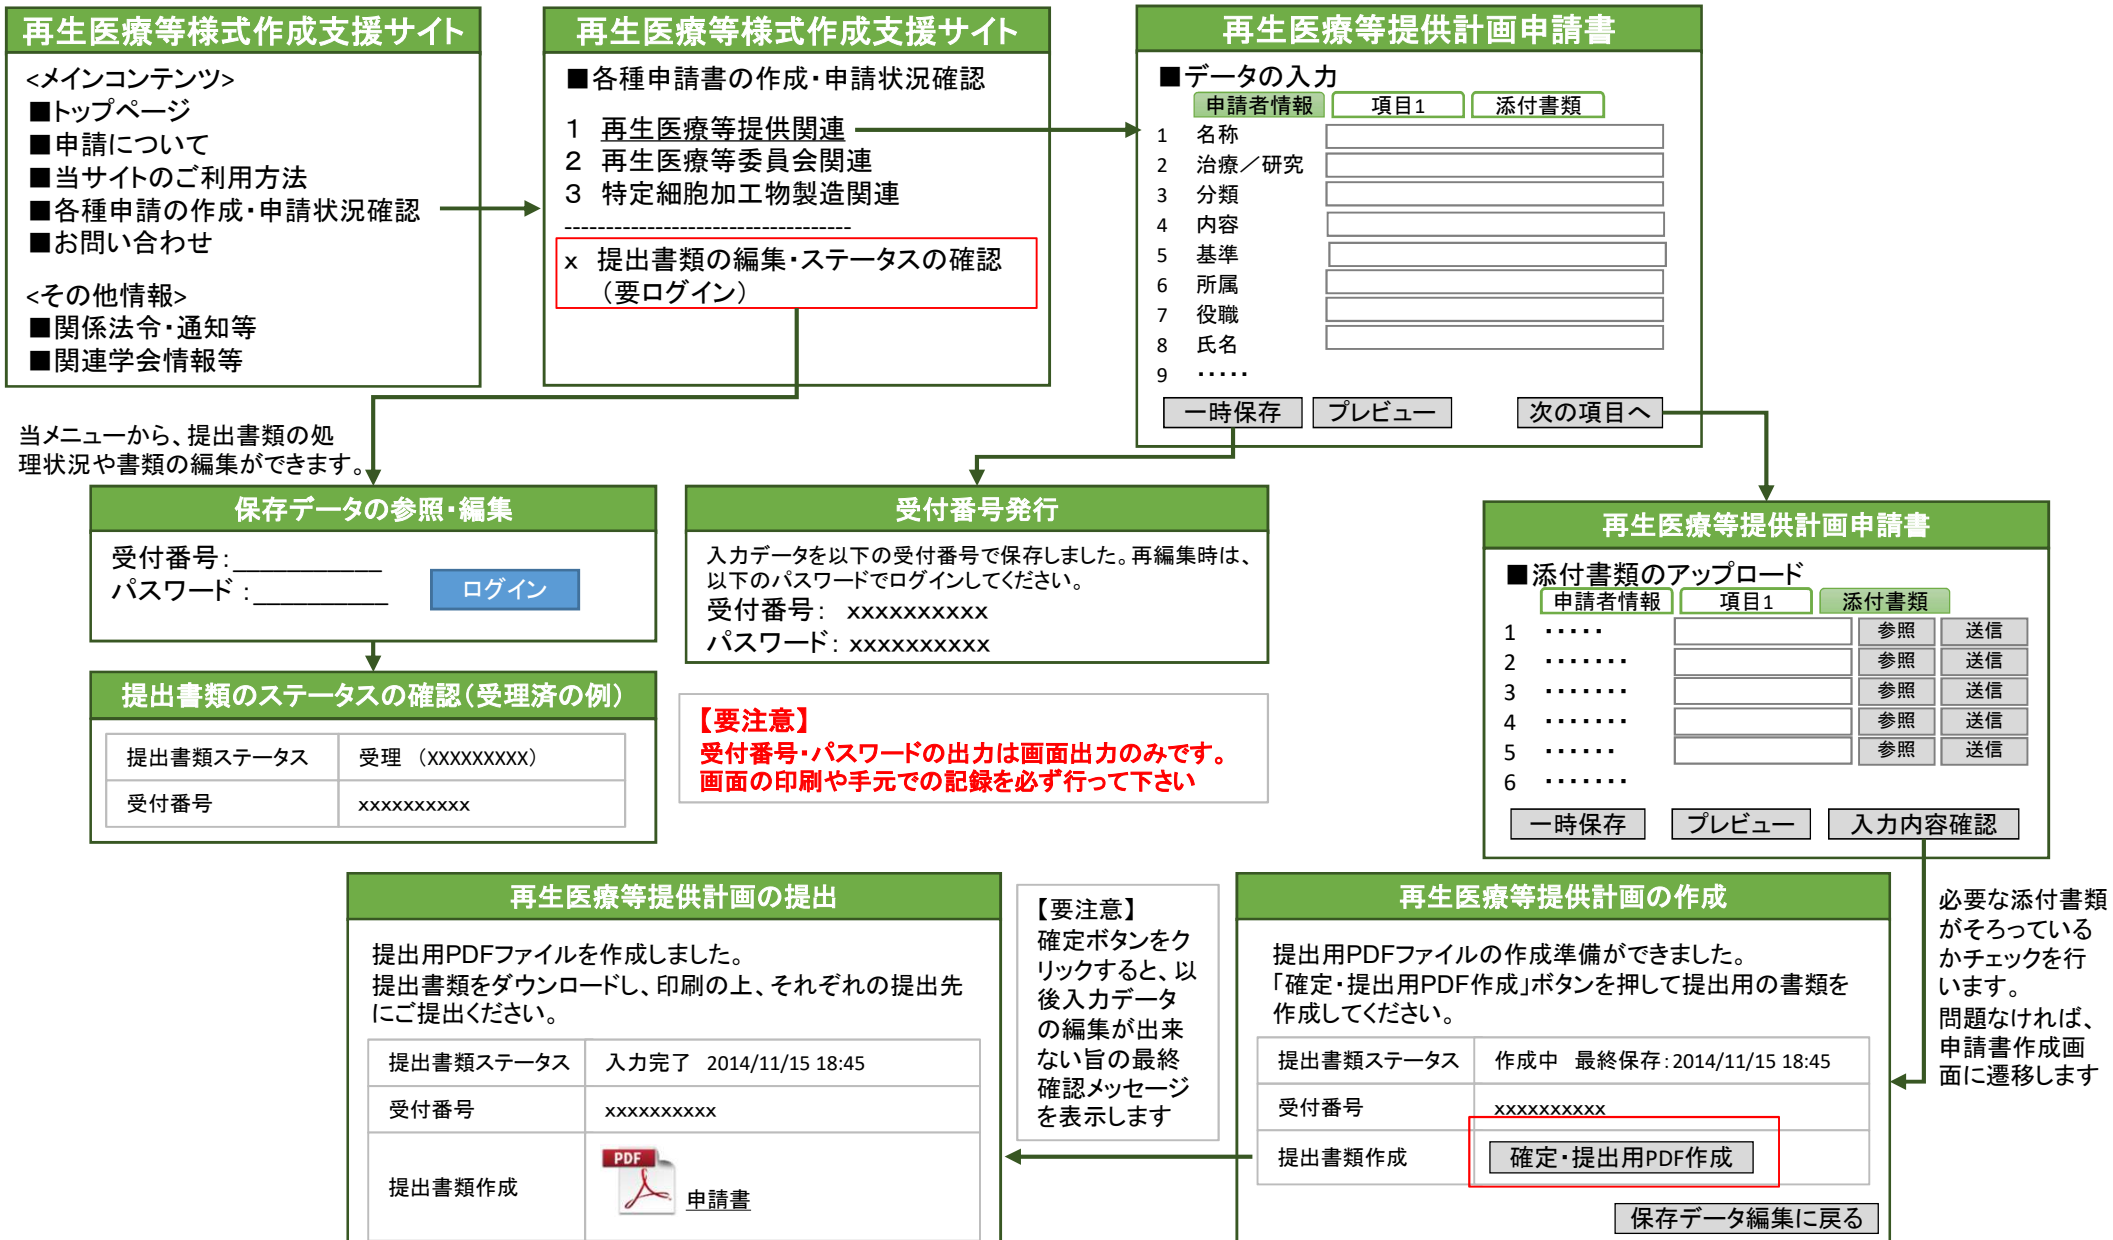 再生医療等様式作成支援サイト
<メインコンテンツ>
■トップページ
■申請について
■当サイトのご利用方法
■各種申請の作成・申請状況確認
■お問い合わせ
<その他情報>
■関係法令・通知等
■関連学会情報等
再生医療等様式作成支援サイト
■各種申請書の作成・申請状況確認
1 再生医療等提供関連
2 再生医療等委員会関連
3 特定細胞加工物製造関連
-----------------------------------
x 提出書類の編集・ステータスの確認
（要ログイン）
再生医療等提供計画申請書
■データの入力
申請者情報 項目1 添付書類
1 名称
2 治療／研究
3 分類
4 内容
5 基準
6 所属
7 役職
8 氏名
9 ・・・・・
一時保存 プレビュー 次の項目へ
当メニューから、提出書類の処
理状況や書類の編集ができます。
保存データの参照・編集
受付番号：___________
パスワード：__________ ログイン
提出書類のステータスの確認（受理済の例）
提出書類ステータス 受理 （xxxxxxxxx）
受付番号 xxxxxxxxxx
受付番号発行
入力データを以下の受付番号で保存しました。再編集時は、
以下のパスワードでログインしてください。
受付番号： xxxxxxxxxx
パスワード：xxxxxxxxxx
【要注意】
受付番号・パスワードの出力は画面出力のみです。
画面の印刷や手元での記録を必ず行って下さい
再生医療等提供計画申請書
■添付書類のアップロード
申請者情報 項目1 添付書類
1 ・・・・・ 参照 送信
2 ・・・・・・・ 参照 送信
3 ・・・・・・・ 参照 送信
4 ・・・・・・・ 参照 送信
5 ・・・・・・ 参照 送信
6 ・・・・・・・
一時保存 プレビュー 入力内容確認
必要な添付書類
がそろっている
かチェックを行
います。
問題なければ、
申請書作成画
面に遷移します
再生医療等提供計画の作成
提出用PDFファイルの作成準備ができました。
「確定・提出用PDF作成」ボタンを押して提出用の書類を
作成してください。
提出書類ステータス 作成中 最終保存：2014/11/15 18:45
受付番号 xxxxxxxxxx
提出書類作成 確定・提出用PDF作成
保存データ編集に戻る
【要注意】
確定ボタンをク
リックすると、以
後入力データ
の編集が出来
ない旨の最終
確認メッセージ
を表示します
再生医療等提供計画の提出
提出用PDFファイルを作成しました。
提出書類をダウンロードし、印刷の上、それぞれの提出先
にご提出ください。
提出書類ステータス 入力完了 2014/11/15 18:45
受付番号 xxxxxxxxxx
提出書類作成 PDF 申請書